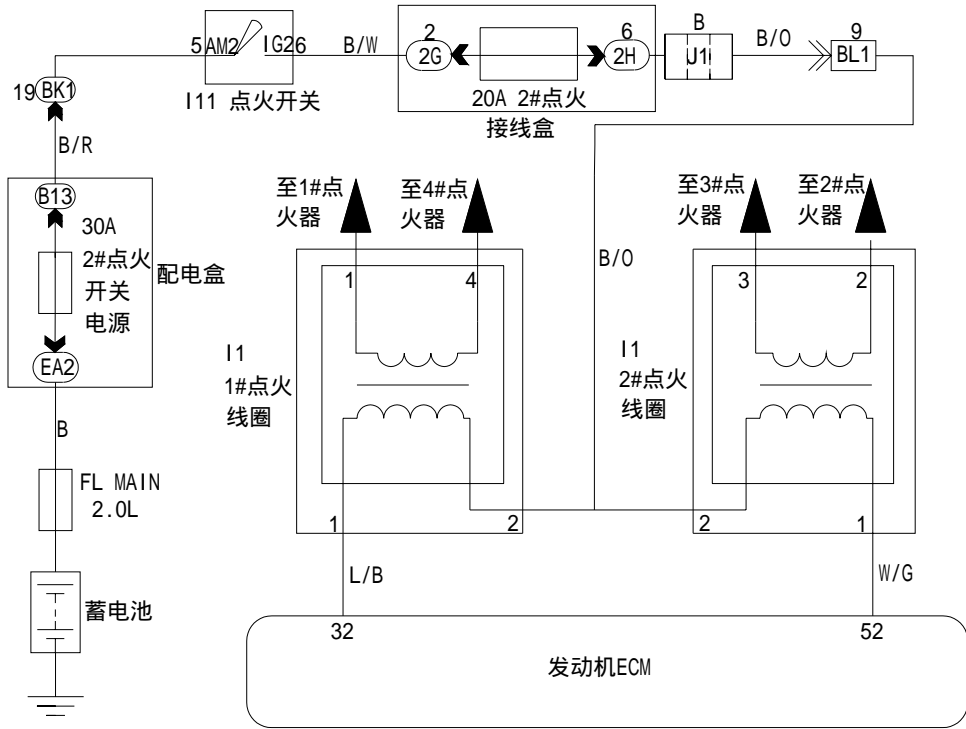 5 AM2 IG2 6
I11 点火开关
B/W
2
2G
6
2H
20A 2#点火
接线盒
B
J1
B/O
9
BL1
19 BK1
B/R
B13
30A
2#点火
开关
电源
配电盒
EA2
B
FL MAIN
2.0L
蓄电池
至1#点
火器
至4#点
火器
至3#点
火器
至2#点
火器
B/O
1
4
3
2
I1
1#点火
线圈
I1
2#点火
线圈
1
2
2
1
L/B
W/G
32
52
发动机ECM